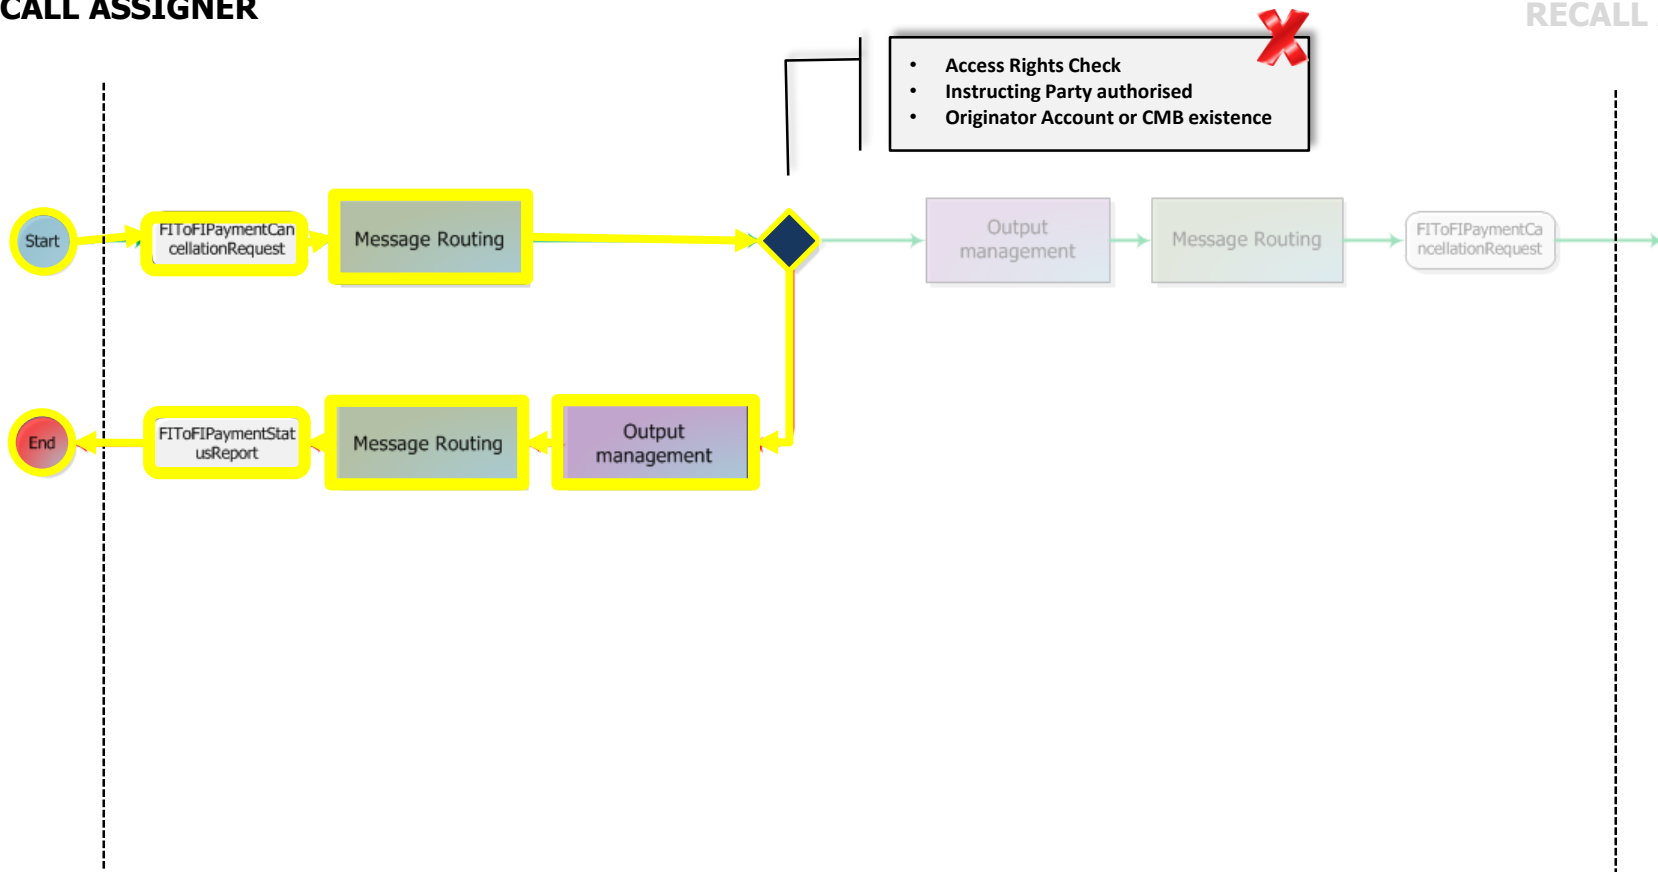 CALL ASSIGNER
RECALL
• Access Rights Check
• Instructing Party authorised
• Originator Account or CMB existence
Start
FIToFIPaymentCan
cellationRequest
Message Routing
Output
management
Message Routing
FIToFIPaymentCa
ncellationRequest
End
FIToFIPaymentStat
usReport
Message Routing
Output
management